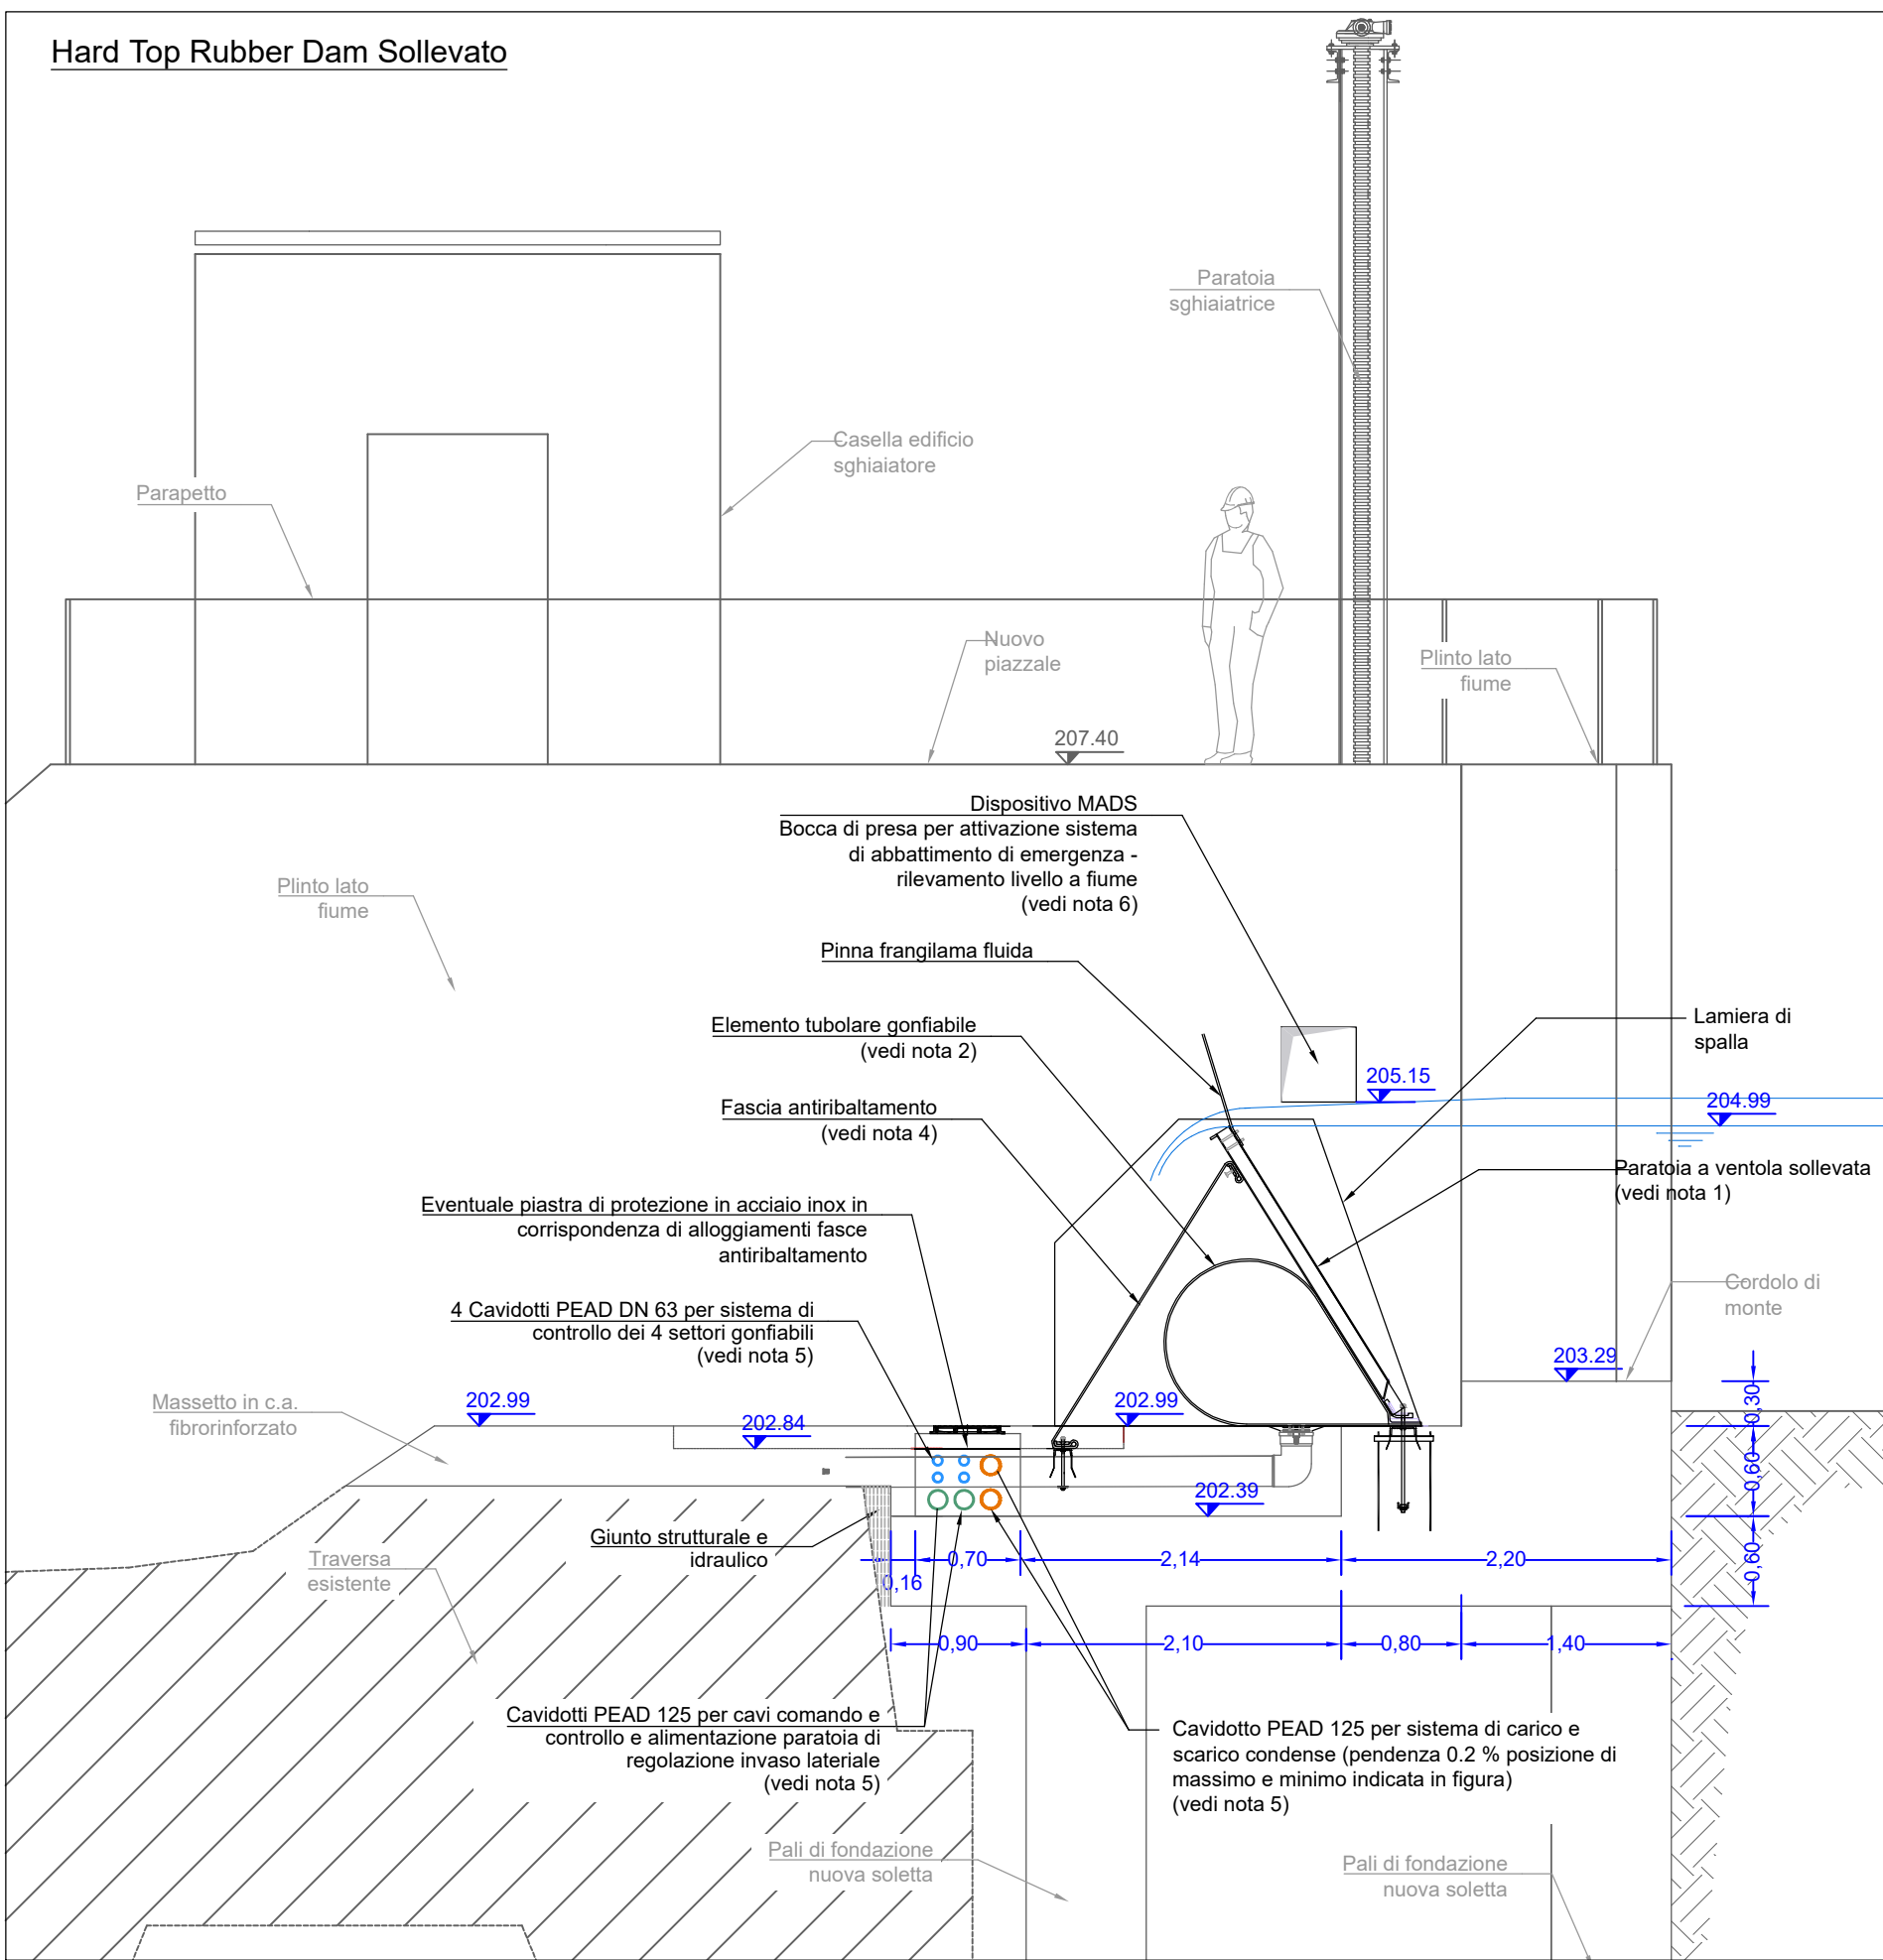 Hard Top Rubber Dam Sollevato
Paratoia
sghiaiatrice
Casella edificio
sghiaiatore
Parapetto
Nuovo
piazzale
Plinto lato
fiume
207.40
Dispositivo MADS
Bocca di presa per attivazione sistema
di abbattimento di emergenza -
rilevamento livello a fiume
(vedi nota 6)
Plinto lato
fiume
Pinna frangilama fluida
Lamiera di
spalla
Elemento tubolare gonfiabile
(vedi nota 2)
205.15
204.99
Fascia antiribaltamento
(vedi nota 4)
Paratoia a ventola sollevata
(vedi nota 1)
Eventuale piastra di protezione in acciaio inox in
corrispondenza di alloggiamenti fasce
antiribaltamento
Cordolo di
monte
4 Cavidotti PEAD DN 63 per sistema di
controllo dei 4 settori gonfiabili
(vedi nota 5)
203.29
Massetto in c.a.
fibrorinforzato
202.99
202.84
202.99
0,30
0,60
202.39
Giunto strutturale e
idraulico
Traversa
esistente
0,16
0,70
2,14
2,20
0,60
0,90
2,10
0,80
1,40
Cavidotti PEAD 125 per cavi comando e
controllo e alimentazione paratoia di
regolazione invaso lateriale
(vedi nota 5)
Cavidotto PEAD 125 per sistema di carico e
scarico condense (pendenza 0.2 % posizione di
massimo e minimo indicata in figura)
(vedi nota 5)
Pali di fondazione
nuova soletta
Pali di fondazione
nuova soletta